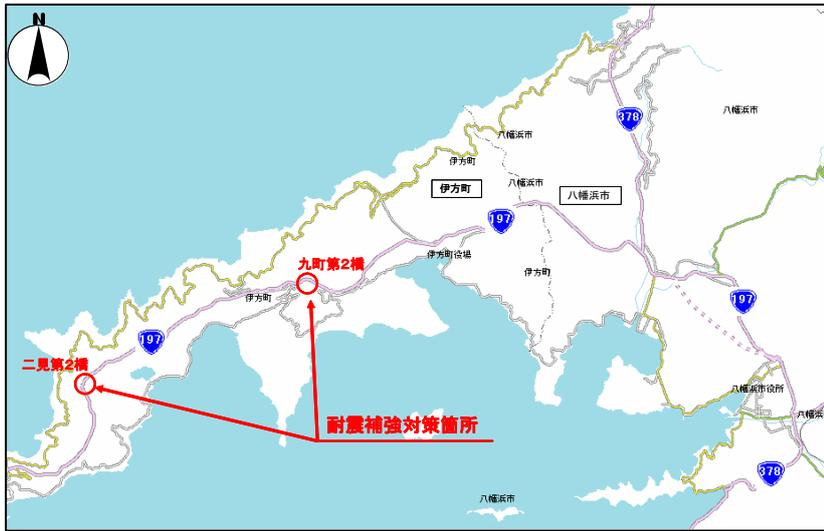 N
378
八幡浜市
八幡浜市
伊方町
伊方町
八幡浜市
八幡浜市
197
伊方町役場
九町第2橋
伊方町
伊方町
197
197
二見第2橋
八幡浜市役所
耐震補強対策箇所
八幡浜
378
八幡浜市